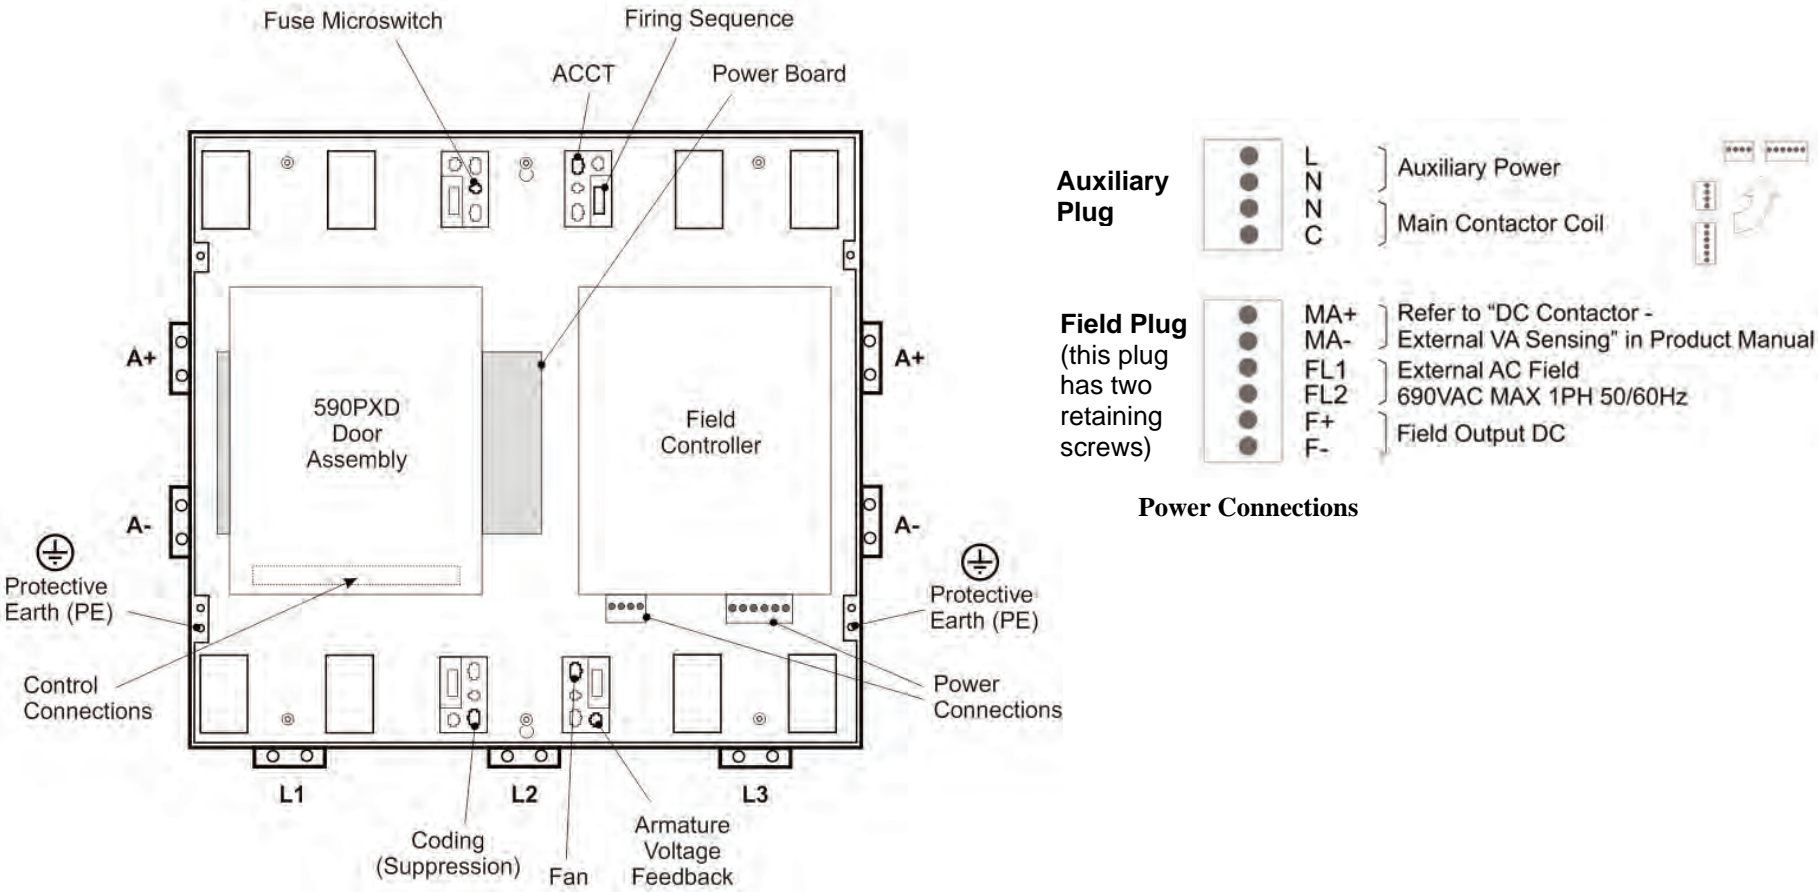 Fuse Microswitch
Firing Sequence
ACCT
Power Board
A+
A-
A+
A-
590PXD
Door
Assembly
Field
Controller
Protective
Earth (PE)
Protective
Earth (PE)
Control
Connections
Power
Connections
L1
L2
L3
Coding
(Suppression)
Fan
Armature
Voltage
Feedback
Auxiliary
Plug
L
N
N
C
Auxiliary Power
Main Contactor Coil
Field Plug
(this plug
has two
retaining
screws)
MA+
MA-
FL1
FL2
F+
F-
Refer to "DC Contactor -
External VA Sensing" in Product Manual
External AC Field
690VAC MAX 1PH 50/60Hz
Field Output DC
Power Connections